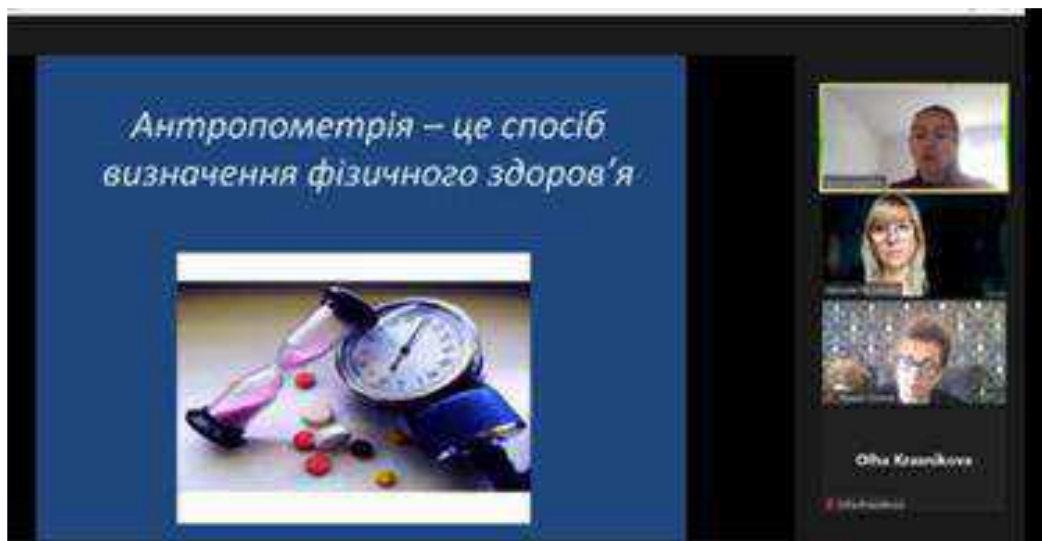 Антропометрія – це спосіб
визначення фізичного здоров’я
Olha Krasnikova